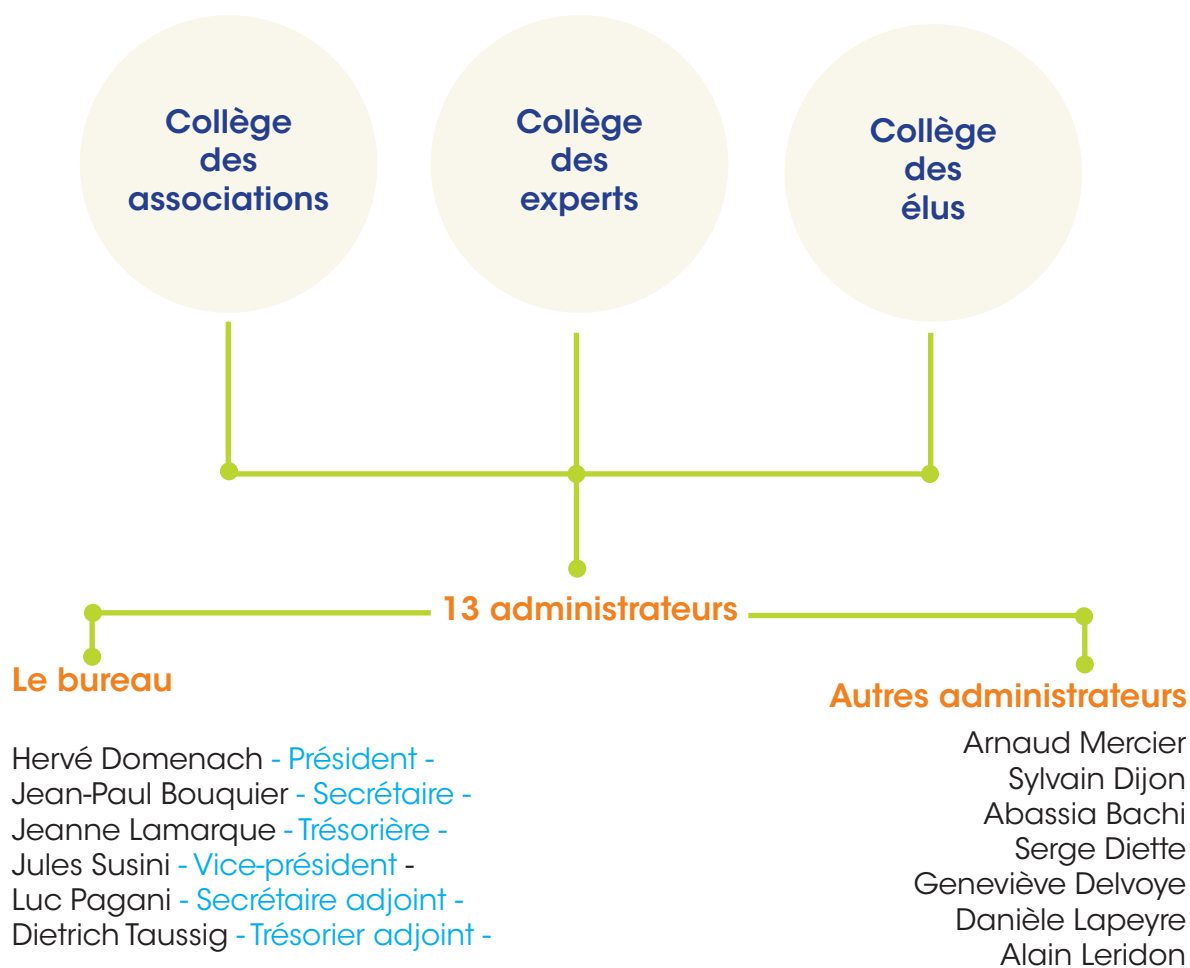 Collège
des
associations
Collège
des
experts
Collège
des
élus
13 administrateurs
Le bureau
Hervé Domenach - Président -
Jean-Paul Bouquier - Secrétaire -
Jeanne Lamarque - Trésorière -
Jules Susini - Vice-président -
Luc Pagani - Secrétaire adjoint -
Dietrich Taussig - Trésorier adjoint -
Autres administrateurs
Arnaud Mercier
Sylvain Dijon
Abassia Bachi
Serge Diette
Geneviève Delvoye
Danièle Lapeyre
Alain Leridon